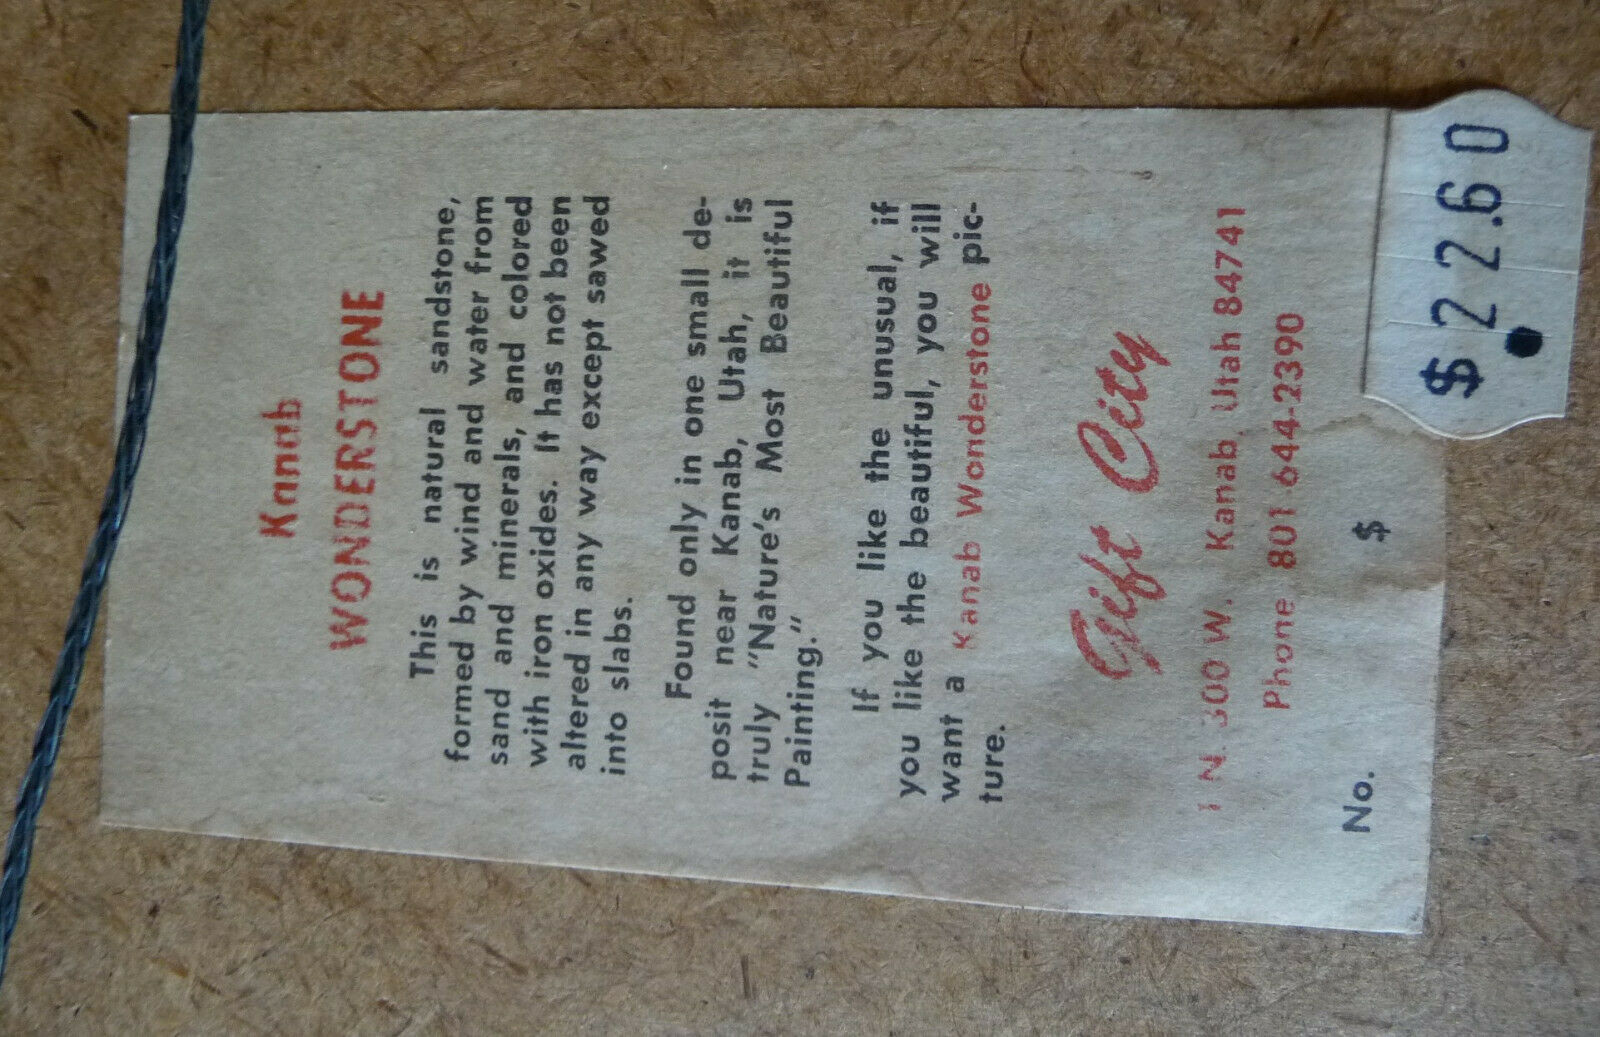 Kanab
WONDERSTONE
This is natural sandstone,
formed by wind and water from
sand and minerals, and colored
with iron oxides. It has not been
altered in any way except sawed
into slabs.
Found only in one small de-
posit near Kanab, Utah, it is
truly "Nature's Most Beautiful
Painting."
If you like the unusual, if
you like the beautiful, you will
want a Kanab Wonderstone pic-
ture.
Gift City
N. 300 W. Kanab, Utah 84741
Phone 801 644-2390
No. $
$ 22.60